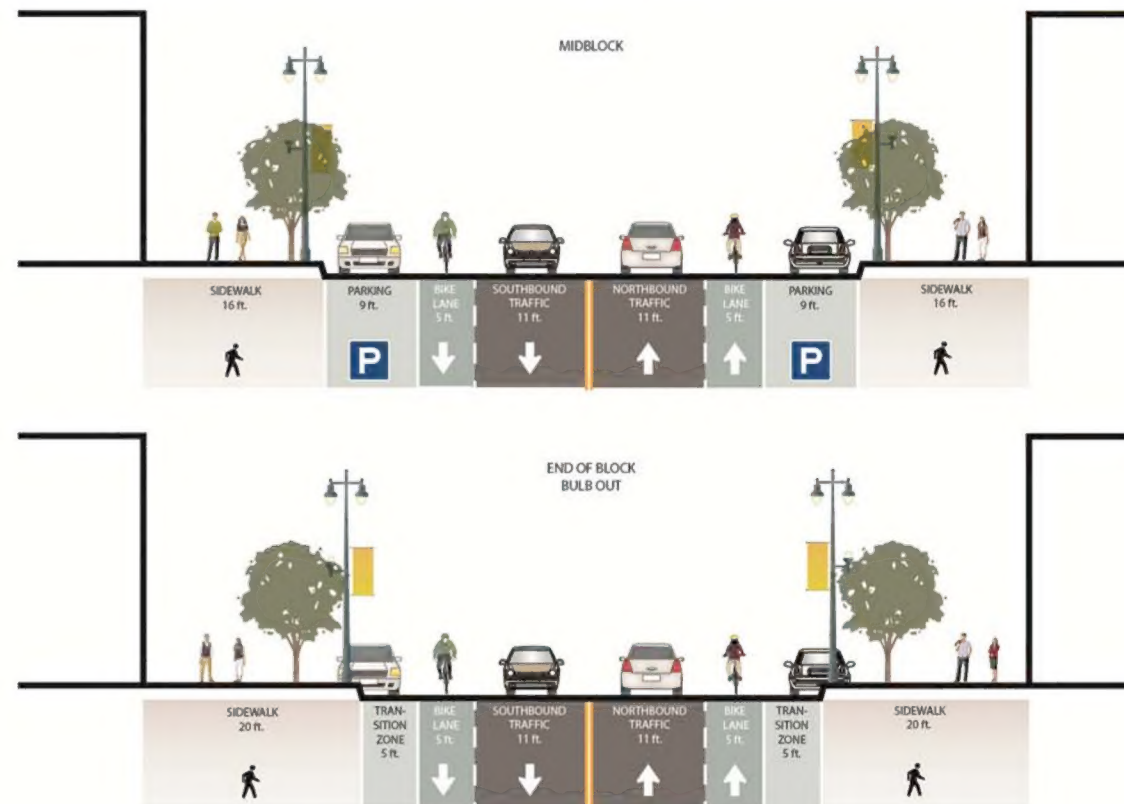 MIDBLOCK
SIDEWALK
16 ft.
PARKING
9 ft.
P
BIKE
LANE
5 ft.
SOUTHBOUND
TRAFFIC
11 ft.
NORTHBOUND
TRAFFIC
11 ft.
BIKE
LANE
5 ft.
PARKING
9 ft.
P
SIDEWALK
16 ft.
END OF BLOCK
BULB OUT
SIDEWALK
20 ft.
TRAN-
SITION
ZONE
5 ft.
BIKE
LANE
5 ft.
SOUTHBOUND
TRAFFIC
11 ft.
NORTHBOUND
TRAFFIC
11 ft.
BIKE
LANE
5 ft.
TRAN-
SITION
ZONE
5 ft.
SIDEWALK
20 ft.